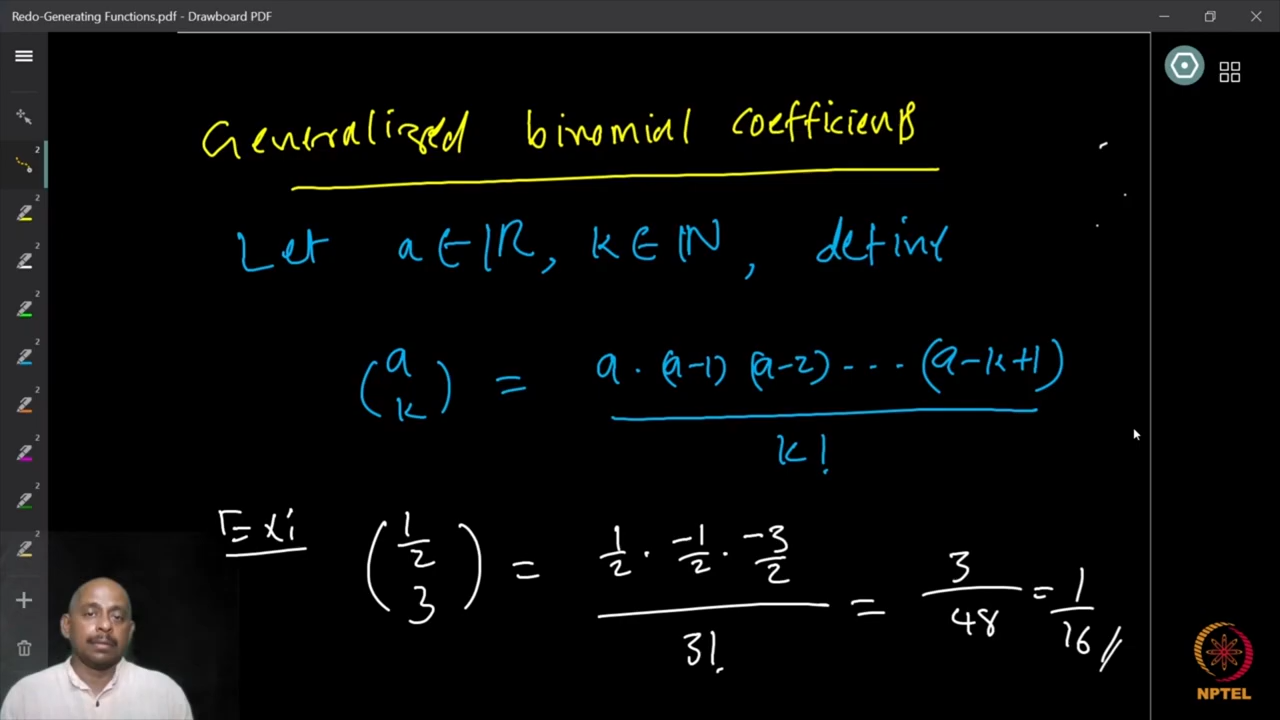 Redo-Generating Functions.pdf - Drawboard PDF
Generalized binomial coefficients
Let a ∈ ℝ, k ∈ ℕ, define
(a k) = a · (a-1) (a-2) --- (a-k+1) / k!
Ex: (1/2 3) = 1/2 · -1/2 · -3/2 / 3! = 3/48 = 1/16 //
NPTEL